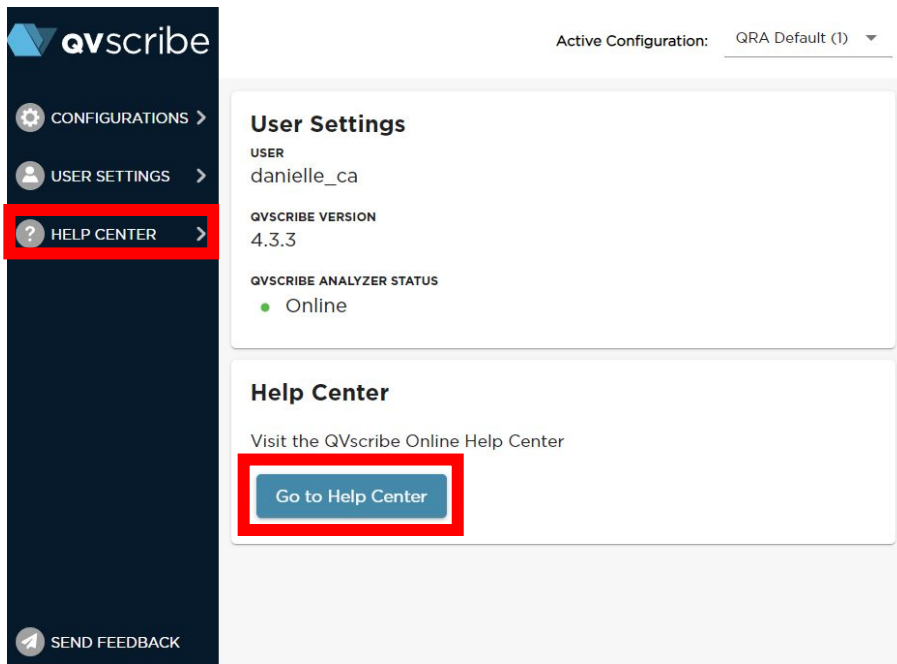 QVscribe
Active Configuration: QRA Default (1)
CONFIGURATIONS
USER SETTINGS
? HELP CENTER
User Settings
USER
danielle_ca
QVSCRIBE VERSION
4.3.3
QVSCRIBE ANALYZER STATUS
Online
Help Center
Visit the QVscribe Online Help Center
Go to Help Center
SEND FEEDBACK